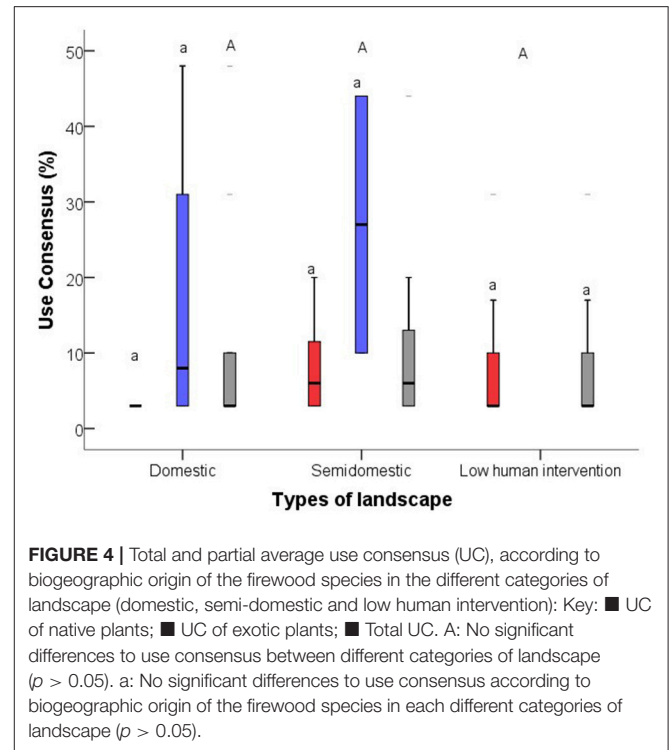 50
40
30
20
10
0
Use Consensus (%)
a A A A
a
a
a
a a
Domestic Semidomestic Low human intervention
Types of landscape
FIGURE 4 | Total and partial average use consensus (UC), according to
biogeographic origin of the firewood species in the different categories of
landscape (domestic, semi-domestic and low human intervention): Key: ■ UC
of native plants; ■ UC of exotic plants; ■ Total UC. A: No significant
differences to use consensus between different categories of landscape
(p > 0.05). a: No significant differences to use consensus according to
biogeographic origin of the firewood species in each different categories of
landscape (p > 0.05).